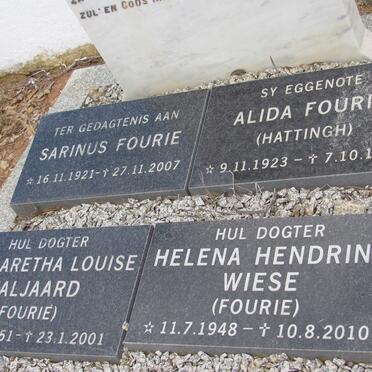 ZUL' EN GODS
TER GEDAGTENIS AAN
SARINUS FOURIE
☆ 16.11.1921 - ✝ 27.11.2007
SY EGGENOTE
ALIDA FOURI
(HATTINGH)
☆ 9.11.1923 - ✝ 7.10.1
HUL DOGTER
ARETHA LOUISE
ALJAARD
(FOURIE)
51 - ✝ 23.1.2001
HUL DOGTER
HELENA HENDRIN
WIESE
(FOURIE)
☆ 11.7.1948 - ✝ 10.8.2010